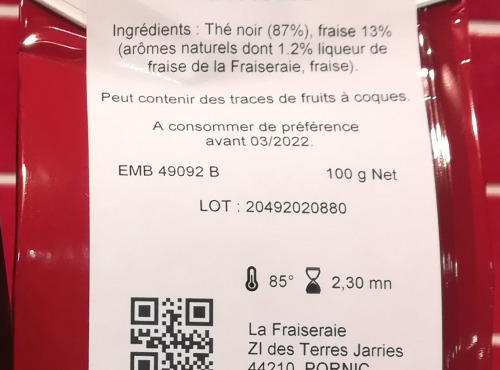 Ingrédients : Thé noir (87%), fraise 13%
(arômes naturels dont 1.2% liqueur de
fraise de la Fraiseraie, fraise).
Peut contenir des traces de fruits à coques.
A consommer de préférence
avant 03/2022.
EMB 49092 B 100 g Net
LOT : 20492020880
85° 2,30 mn
La Fraiseraie
ZI des Terres Jarries
44210 PORNIC